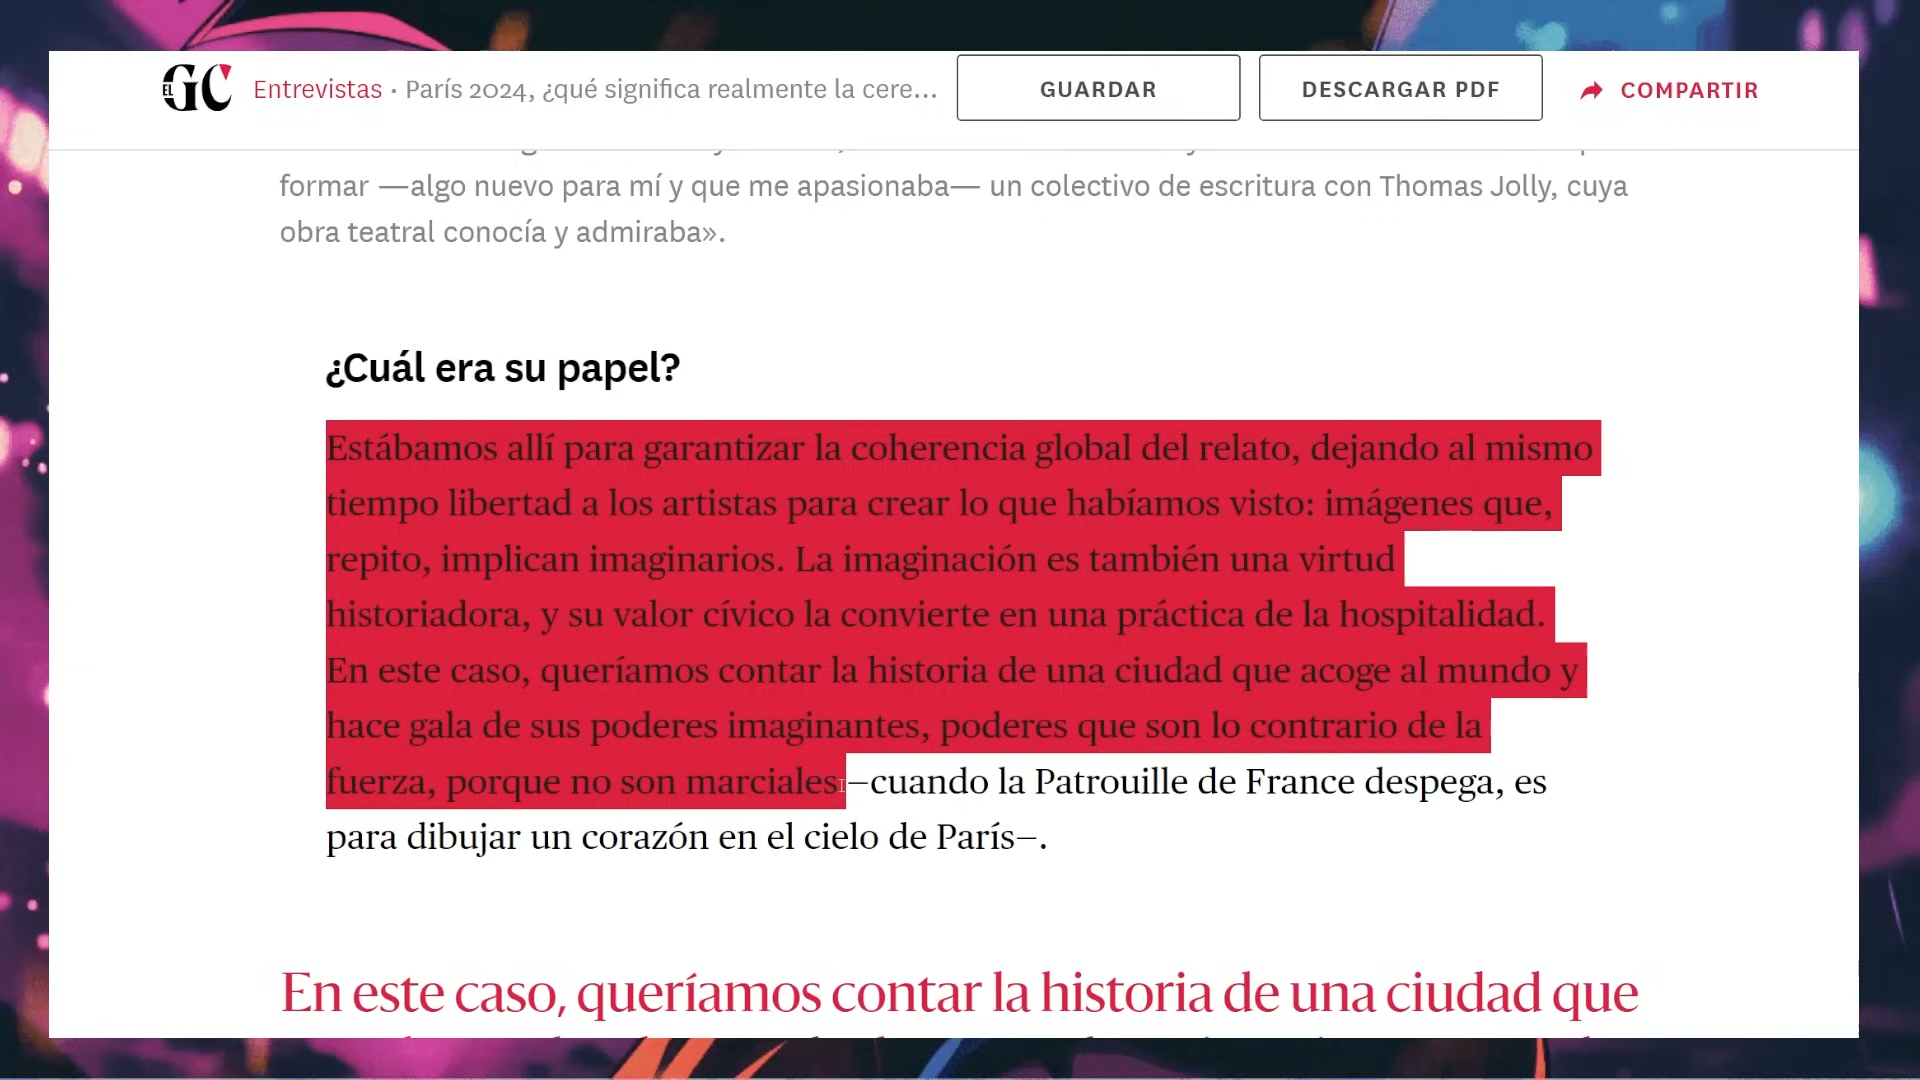 EL GC Entrevistas · París 2024, ¿qué significa realmente la cere... GUARDAR DESCARGAR PDF COMPARTIR
formar —algo nuevo para mí y que me apasionaba— un colectivo de escritura con Thomas Jolly, cuya
obra teatral conocía y admiraba».
¿Cuál era su papel?
Estábamos allí para garantizar la coherencia global del relato, dejando al mismo
tiempo libertad a los artistas para crear lo que habíamos visto: imágenes que,
repito, implican imaginarios. La imaginación es también una virtud
historiadora, y su valor cívico la convierte en una práctica de la hospitalidad.
En este caso, queríamos contar la historia de una ciudad que acoge al mundo y
hace gala de sus poderes imaginantes, poderes que son lo contrario de la
fuerza, porque no son marciales —cuando la Patrouille de France despega, es
para dibujar un corazón en el cielo de París—.
En este caso, queríamos contar la historia de una ciudad que